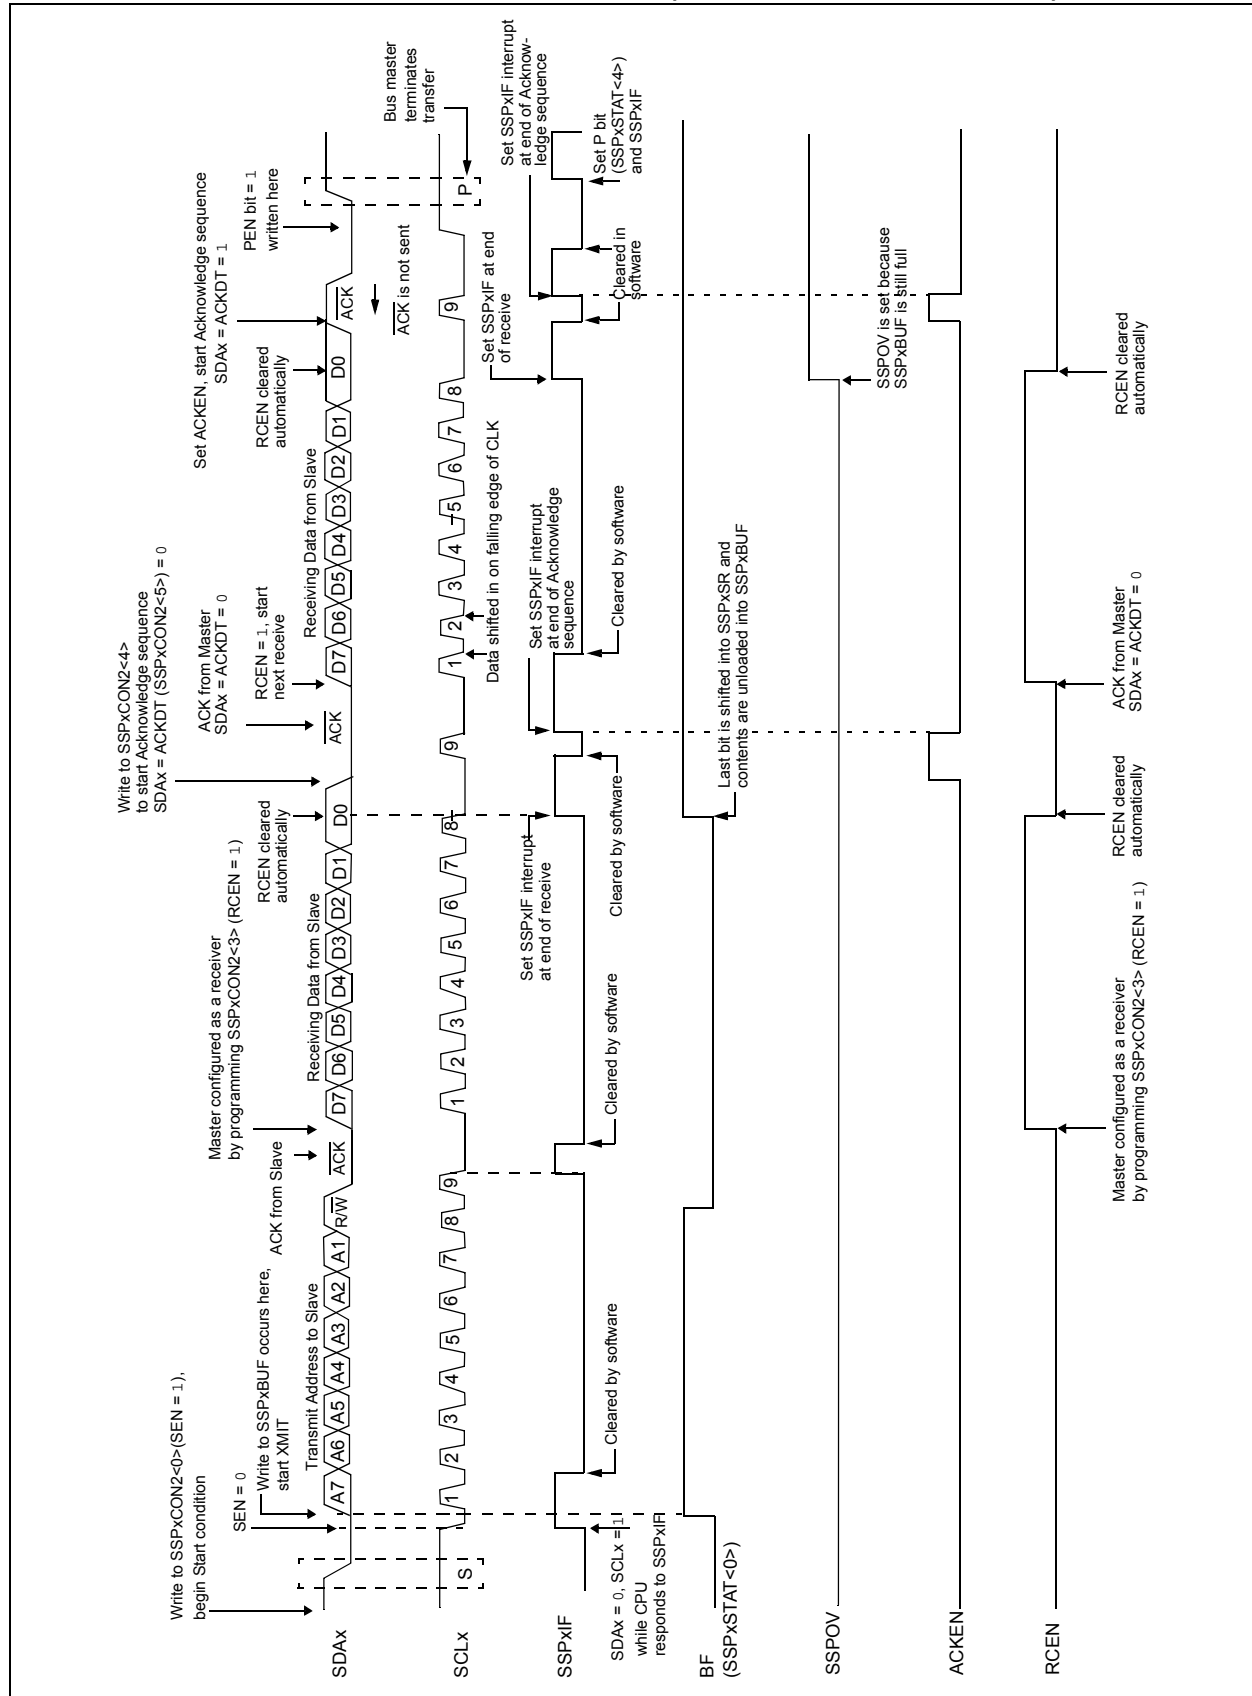 Write to SSPxCON2<0>(SEN = 1),
begin Start condition
SEN = 0
Write to SSPxBUF occurs here,
start XMIT
ACK from Slave
Master configured as a receiver
by programming SSPxCON2<3> (RCEN = 1)
RCEN cleared
automatically
Write to SSPxCON2<4>
to start Acknowledge sequence
SDAx = ACKDT (SSPxCON2<5>) = 0
ACK from Master
SDAx = ACKDT = 0
RCEN = 1, start
next receive
RCEN cleared
automatically
Set ACKEN, start Acknowledge sequence
SDAx = ACKDT = 1
PEN bit = 1
written here
Transmit Address to Slave
Receiving Data from Slave
Receiving Data from Slave
SDAx
A7 A6 A5 A4 A3 A2 A1 R/W ACK D7 D6 D5 D4 D3 D2 D1 D0 ACK D7 D6 D5 D4 D3 D2 D1 D0 ACK
ACK is not sent
Bus master
terminates
transfer
SCLx
S 1 2 3 4 5 6 7 8 9 1 2 3 4 5 6 7 8 9 1 2 3 4 5 6 7 8 9 P
Data shifted in on falling edge of CLK
Set SSPxIF interrupt
at end of receive
Set SSPxIF interrupt
at end of Acknowledge
sequence
Set SSPxIF at end
of receive
Set SSPxIF interrupt
at end of Acknow-
ledge sequence
SSPxIF
SDAx = 0, SCLx = 1
while CPU
responds to SSPxIF
Cleared by software
Cleared by software
Cleared by software
Cleared by software
Cleared in
software
Set P bit
(SSPxSTAT<4>)
and SSPxIF
BF
(SSPxSTAT<0>)
Last bit is shifted into SSPxSR and
contents are unloaded into SSPxBUF
SSPOV
SSPOV is set because
SSPxBUF is still full
ACKEN
RCEN
Master configured as a receiver
by programming SSPxCON2<3> (RCEN = 1)
RCEN cleared
automatically
ACK from Master
SDAx = ACKDT = 0
RCEN cleared
automatically